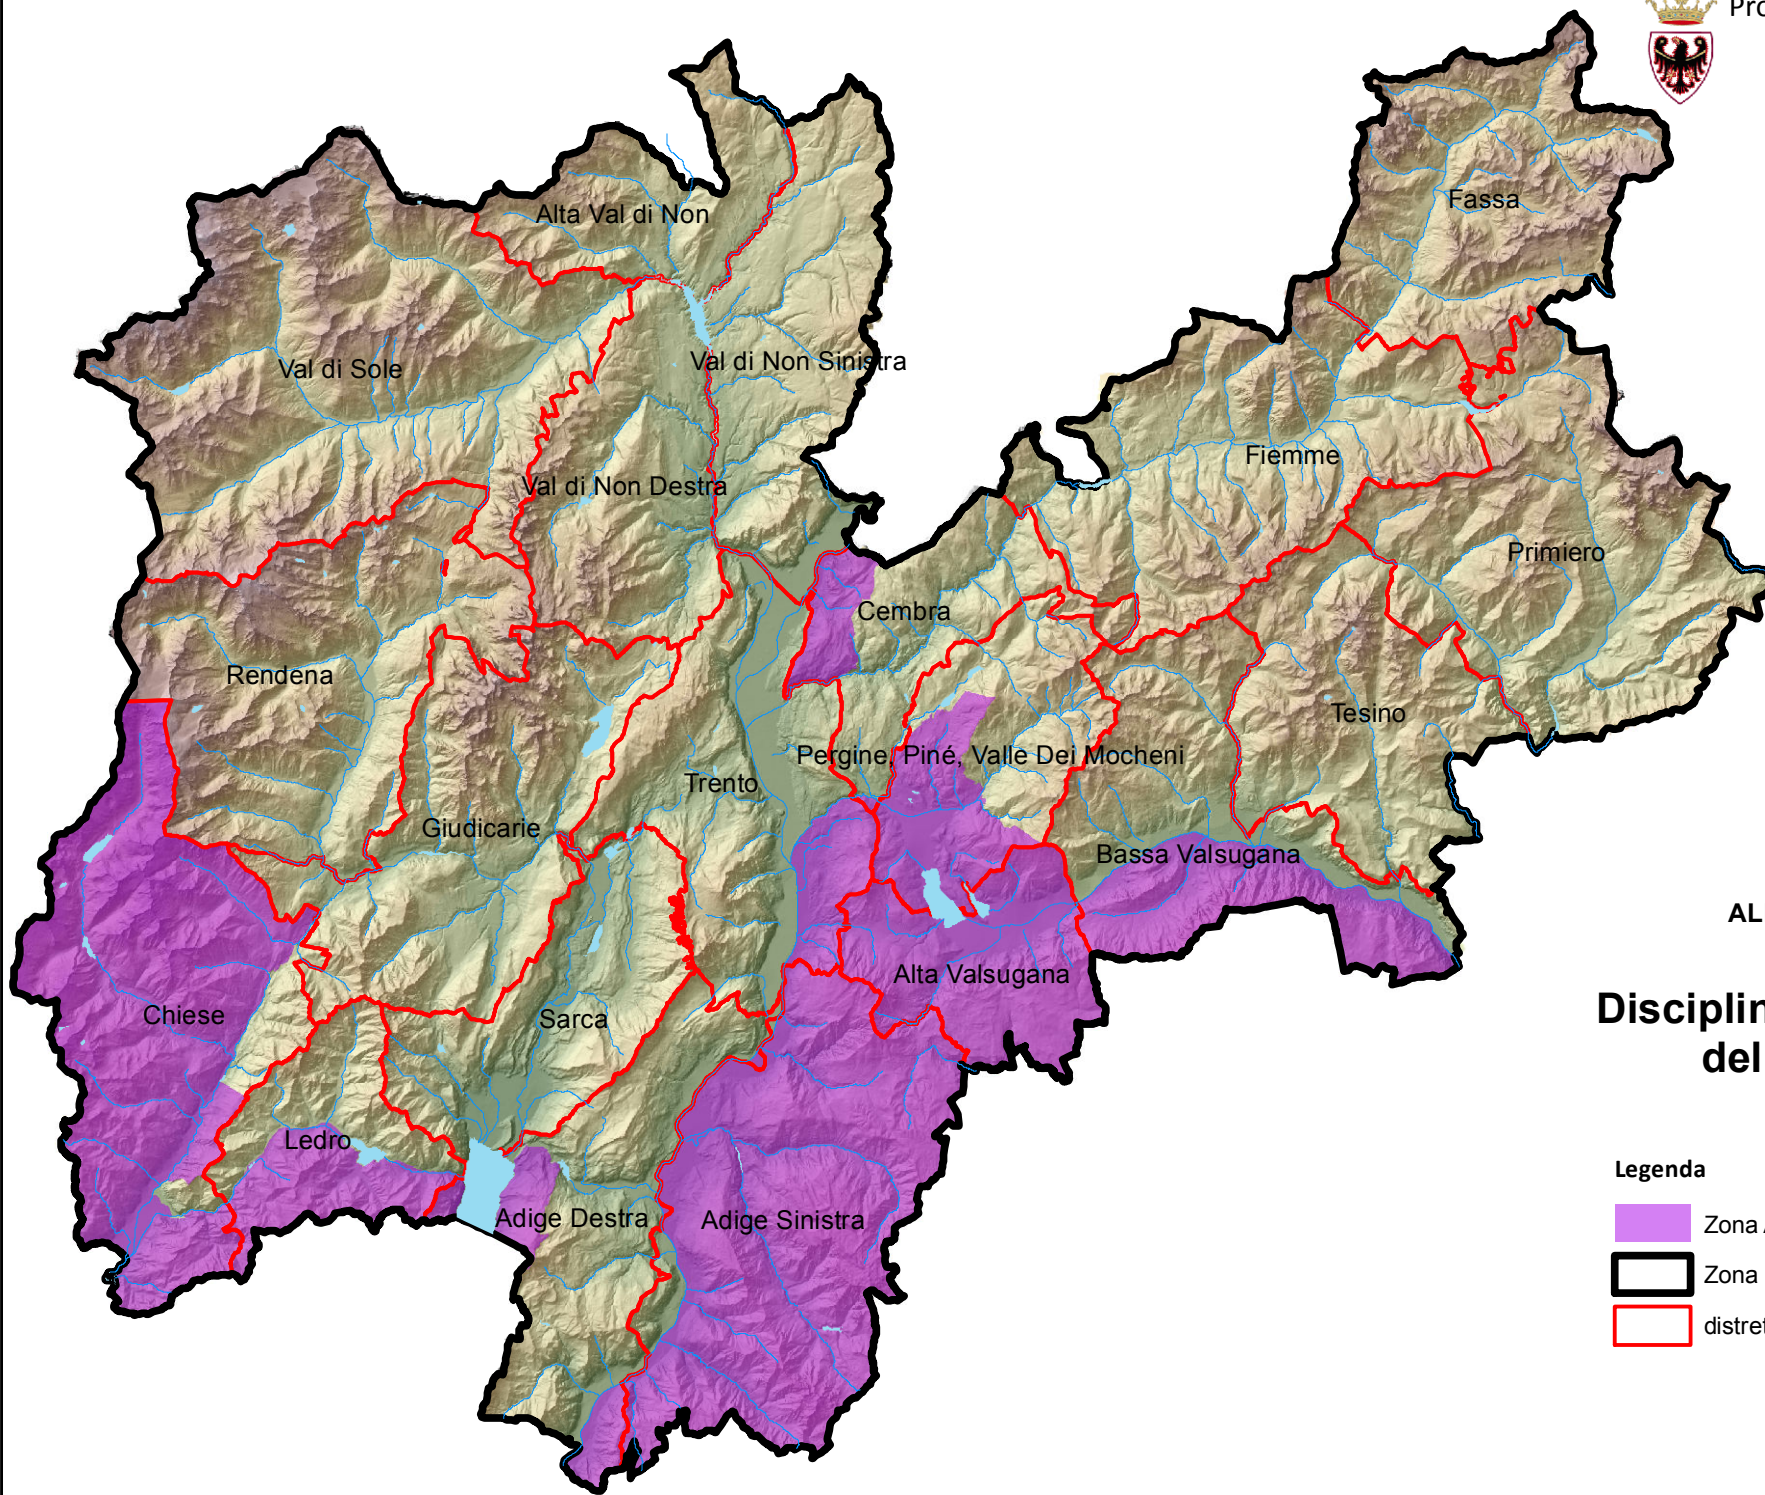 Fassa
Alta Val di Non
Val di Sole
Val di Non Sinistra
Fiemme
Val di Non Destra
Primiero
Cembra
Rendena
Tesino
Pergine, Piné, Valle Dei Mocheni
Trento
Giudicarie
Bassa Valsugana
AL
Alta Valsugana
Disciplin
del
Chiese
Sarca
Ledro
Adige Destra
Adige Sinistra
Legenda
Zona
Zona